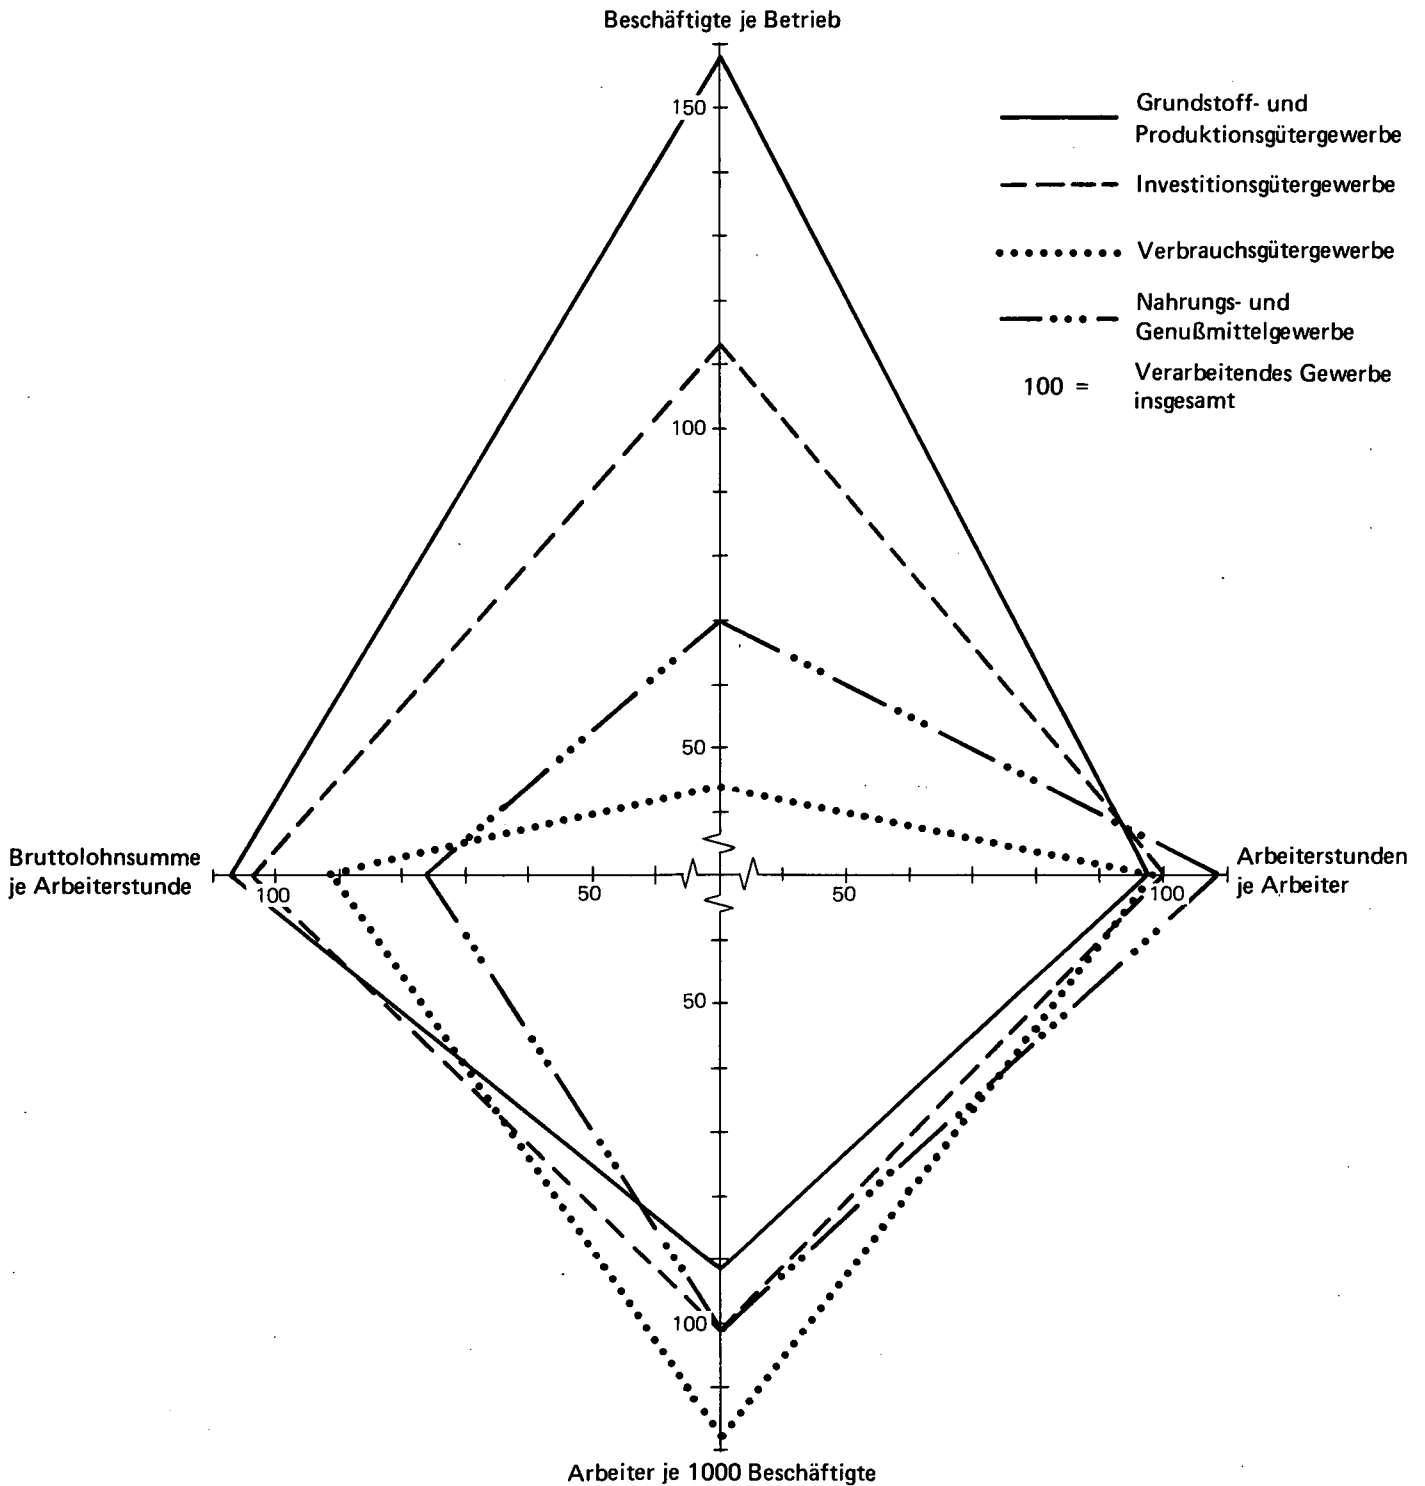 Beschäftigte je Betrieb
150
100
50
Grundstoff- und
Produktionsgütergewerbe
Investitionsgütergewerbe
Verbrauchsgütergewerbe
Nahrungs- und
Genußmittelgewerbe
100 =
Verarbeitendes Gewerbe
insgesamt
Bruttolohnsumme
je Arbeiterstunde
100
50
50
100
Arbeiterstunden
je Arbeiter
50
100
Arbeiter je 1000 Beschäftigte